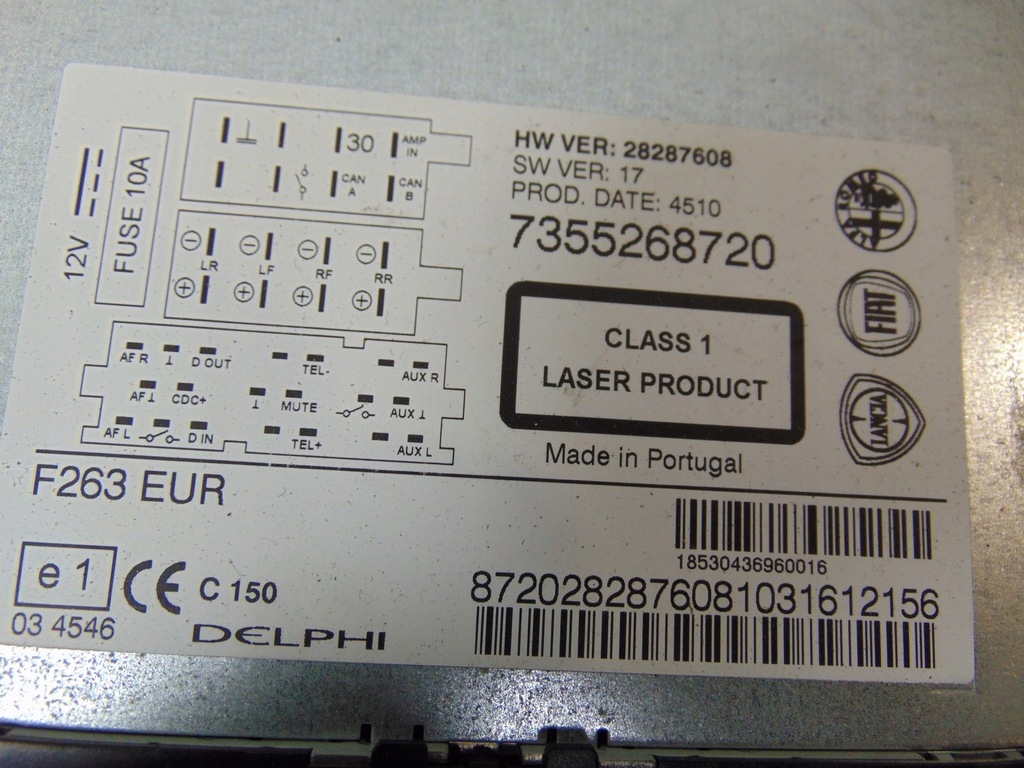 12V
FUSE 10A
30 AMP IN
CAN A CAN B
LR LF RF RR
AF R D OUT TEL- AUX R
AF CDC+ MUTE AUX
AF L D IN TEL+ AUX L
HW VER: 28287608
SW VER: 17
PROD. DATE: 4510
7355268720
CLASS 1
LASER PRODUCT
Made in Portugal
FIAT
LANCIA
F263 EUR
18530436960016
e 1
CE C 150
03 4546
DELPHI
8720282876081031612156